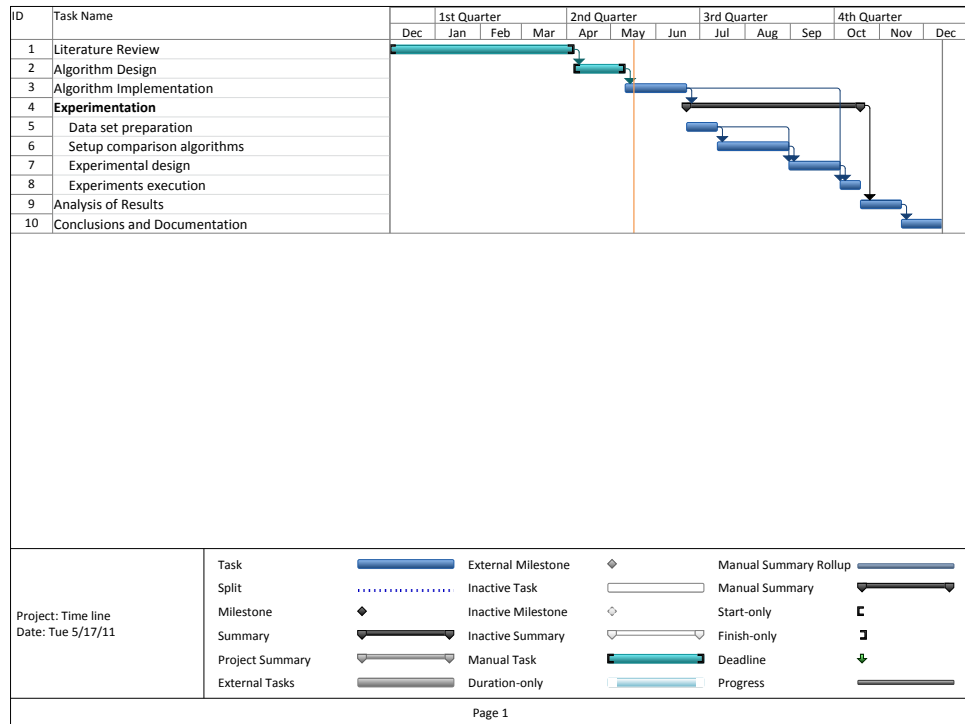 ID Task Name 1st Quarter 2nd Quarter 3rd Quarter 4th Quarter
Dec Jan Feb Mar Apr May Jun Jul Aug Sep Oct Nov Dec
1 Literature Review
2 Algorithm Design
3 Algorithm Implementation
4 Experimentation
5 Data set preparation
6 Setup comparison algorithms
7 Experimental design
8 Experiments execution
9 Analysis of Results
10 Conclusions and Documentation
Project: Time line
Date: Tue 5/17/11
Task
Split
Milestone
Summary
Project Summary
External Tasks
External Milestone
Inactive Task
Inactive Milestone
Inactive Summary
Manual Task
Duration-only
Manual Summary Rollup
Manual Summary
Start-only
Finish-only
Deadline
Progress
Page 1